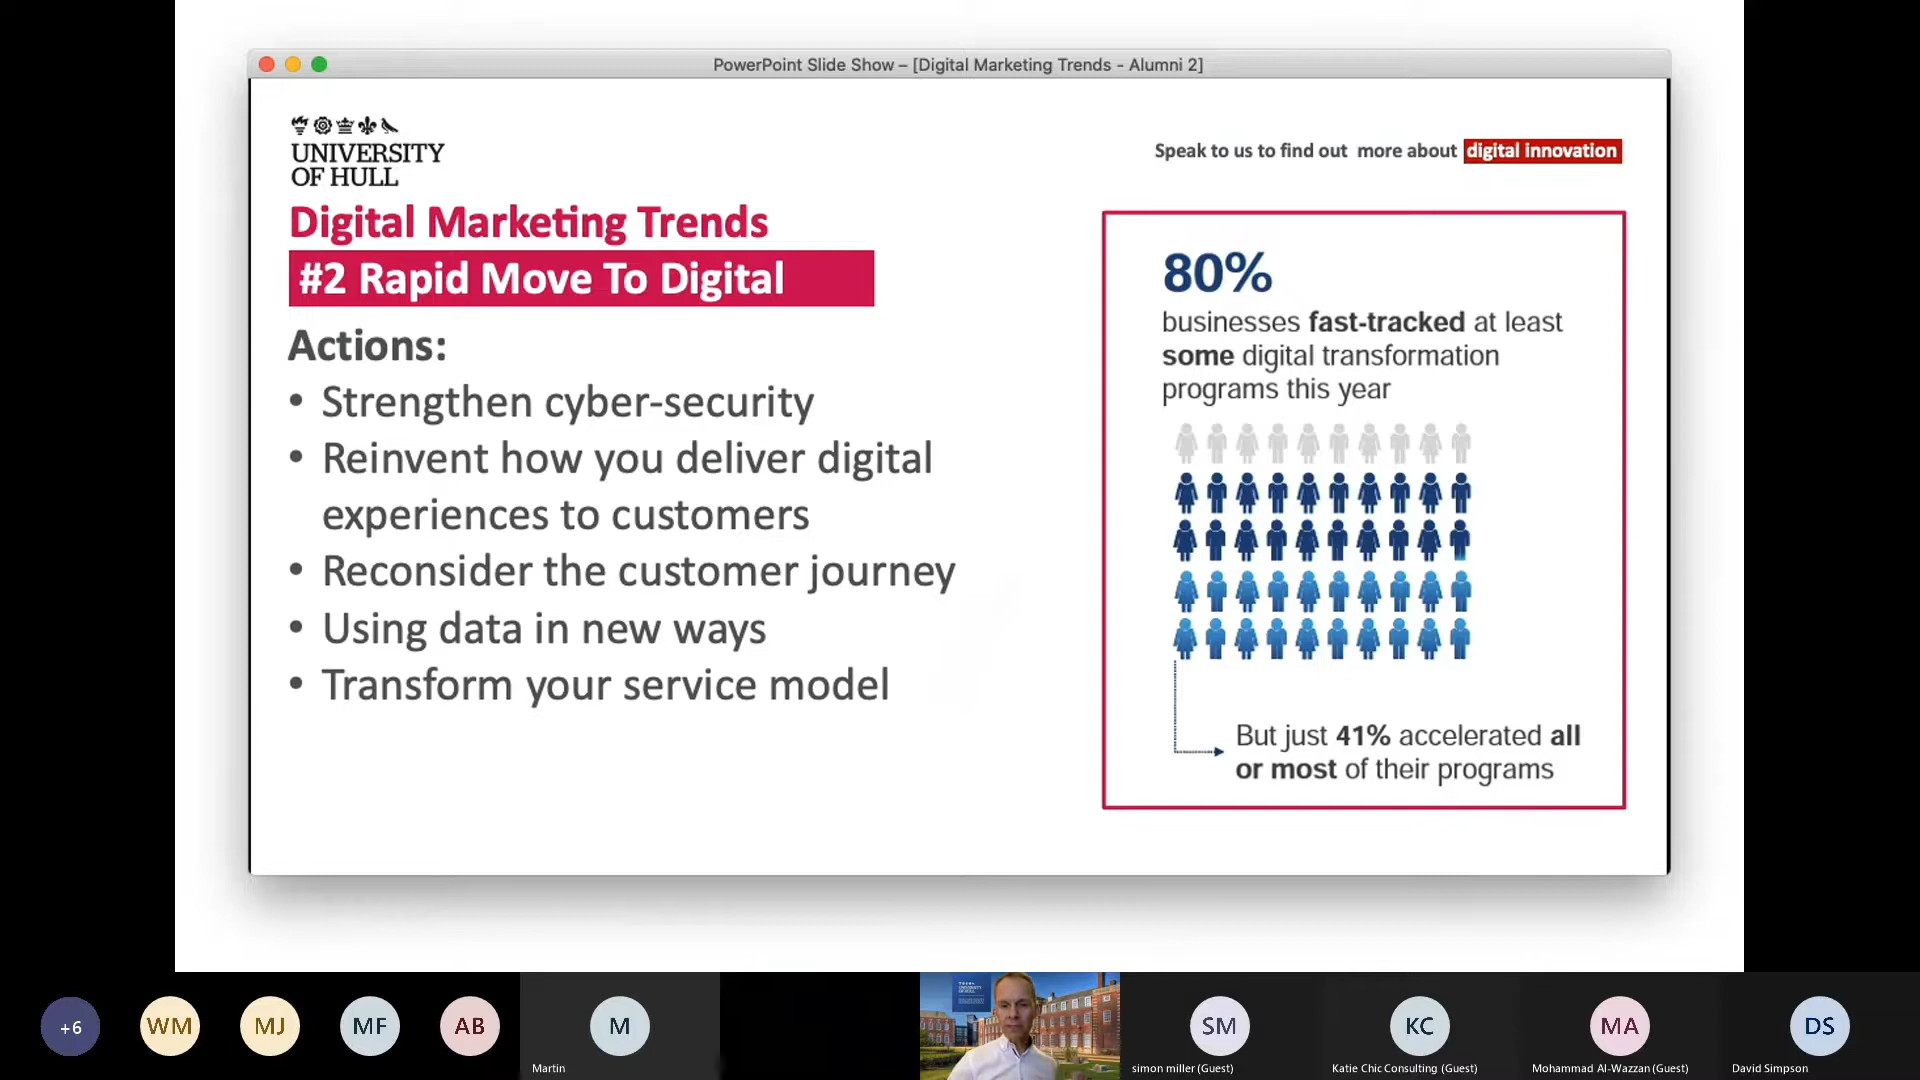 PowerPoint Slide Show – [Digital Marketing Trends - Alumni 2]
UNIVERSITY
OF HULL
Speak to us to find out more about digital innovation
Digital Marketing Trends
#2 Rapid Move To Digital
Actions:
• Strengthen cyber-security
• Reinvent how you deliver digital
experiences to customers
• Reconsider the customer journey
• Using data in new ways
• Transform your service model
80%
businesses fast-tracked at least
some digital transformation
programs this year
But just 41% accelerated all
or most of their programs
+6
WM
MJ
MF
AB
M
Martin
UNIVERSITY
OF HULL
SM
simon miller (Guest)
KC
Katie Chic Consulting (Guest)
MA
Mohammad Al-Wazzan (Guest)
DS
David Simpson